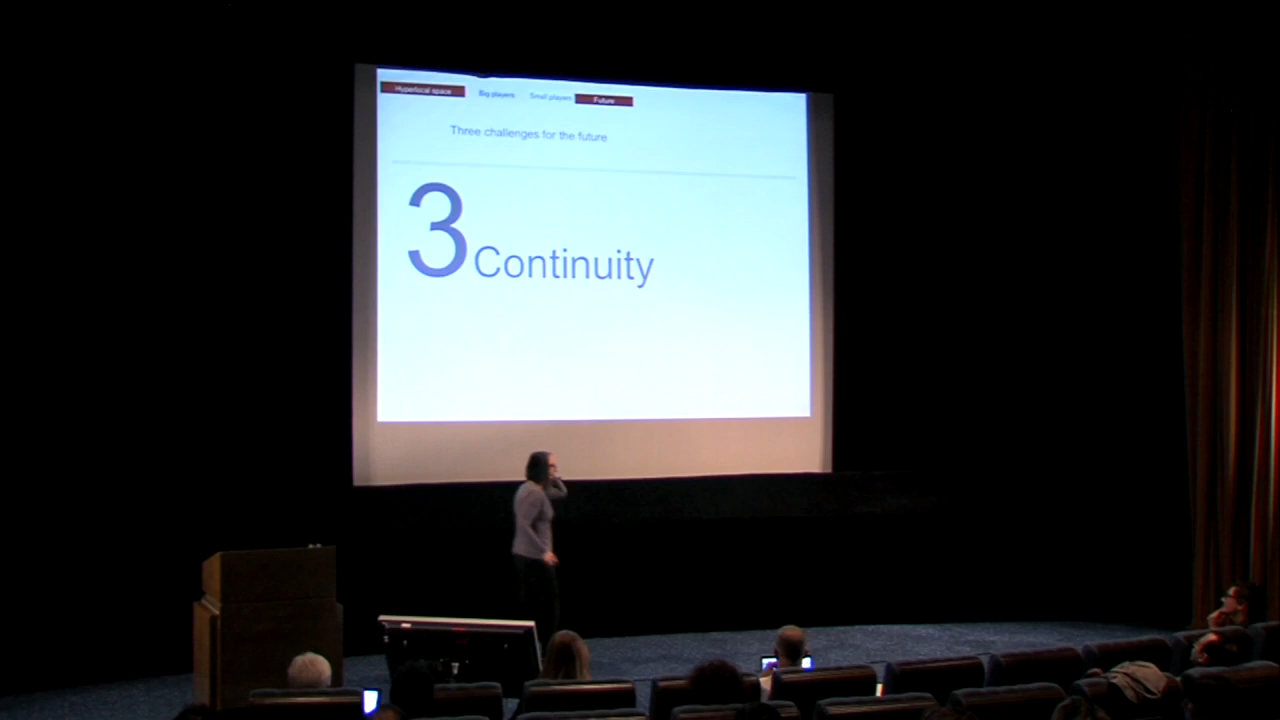 Hyperlocal space Big players Small players Future
Three challenges for the future
3 Continuity